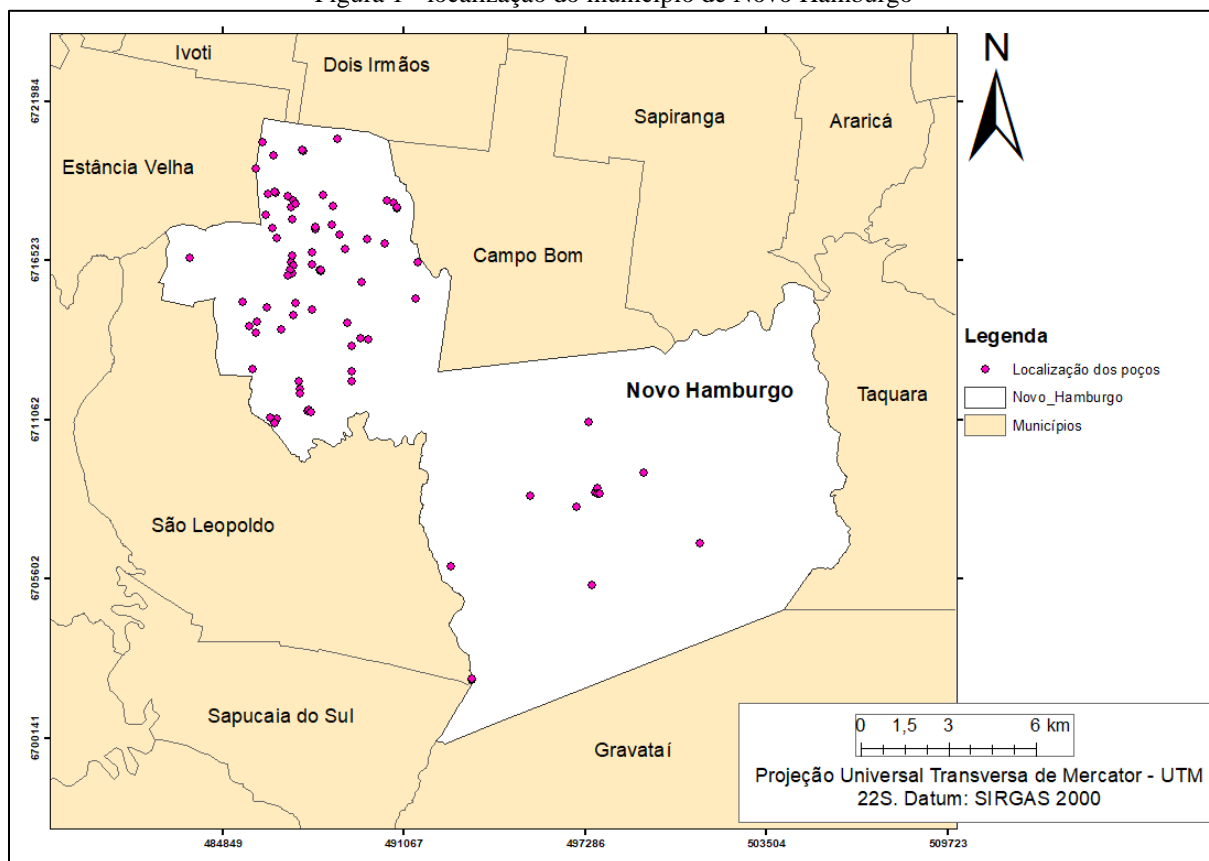 Figura 1 - localização do município de Novo Hamburgo
Ivoti
Dois Irmãos
N
6721984
Sapiranga
Araricá
Estância Velha
6716523
Campo Bom
Legenda
Localização dos poços
Novo Hamburgo
Taquara
Novo_Hamburgo
6711062
Municípios
São Leopoldo
6705602
Sapucaia do Sul
6700141
Gravataí
0 1,5 3 6 km
Projeção Universal Transversa de Mercator - UTM
22S. Datum: SIRGAS 2000
484849 491067 497286 503504 509723